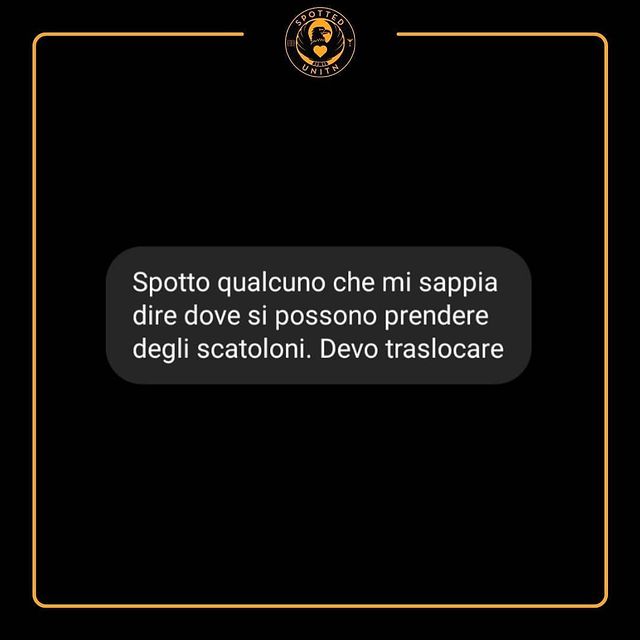 SPOTTED
UNITN
Spotto qualcuno che mi sappia
dire dove si possono prendere
degli scatoloni. Devo traslocare